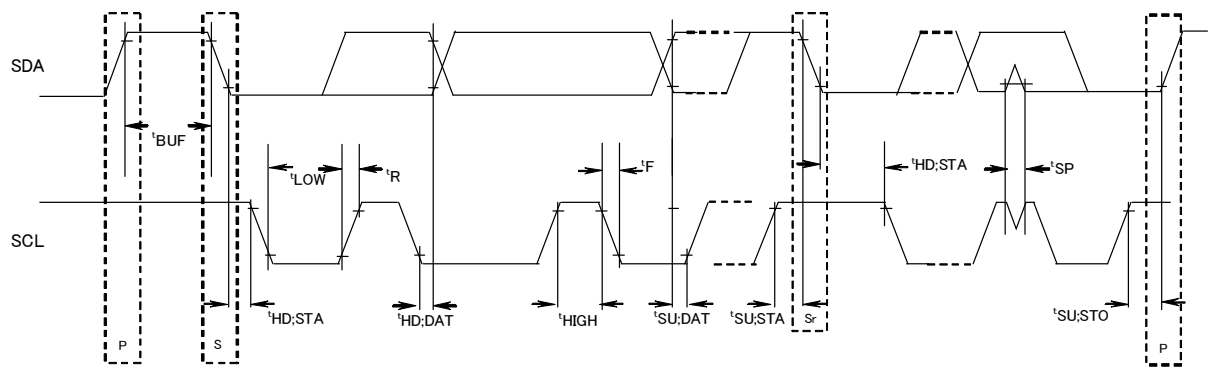 SDA
tBUF
tLOW
tR
tF
tHD;STA
tSP
SCL
tHD;STA
tHD;DAT
tHIGH
tSU;DAT
tSU;STA
tSU;STO
P
S
Sr
P